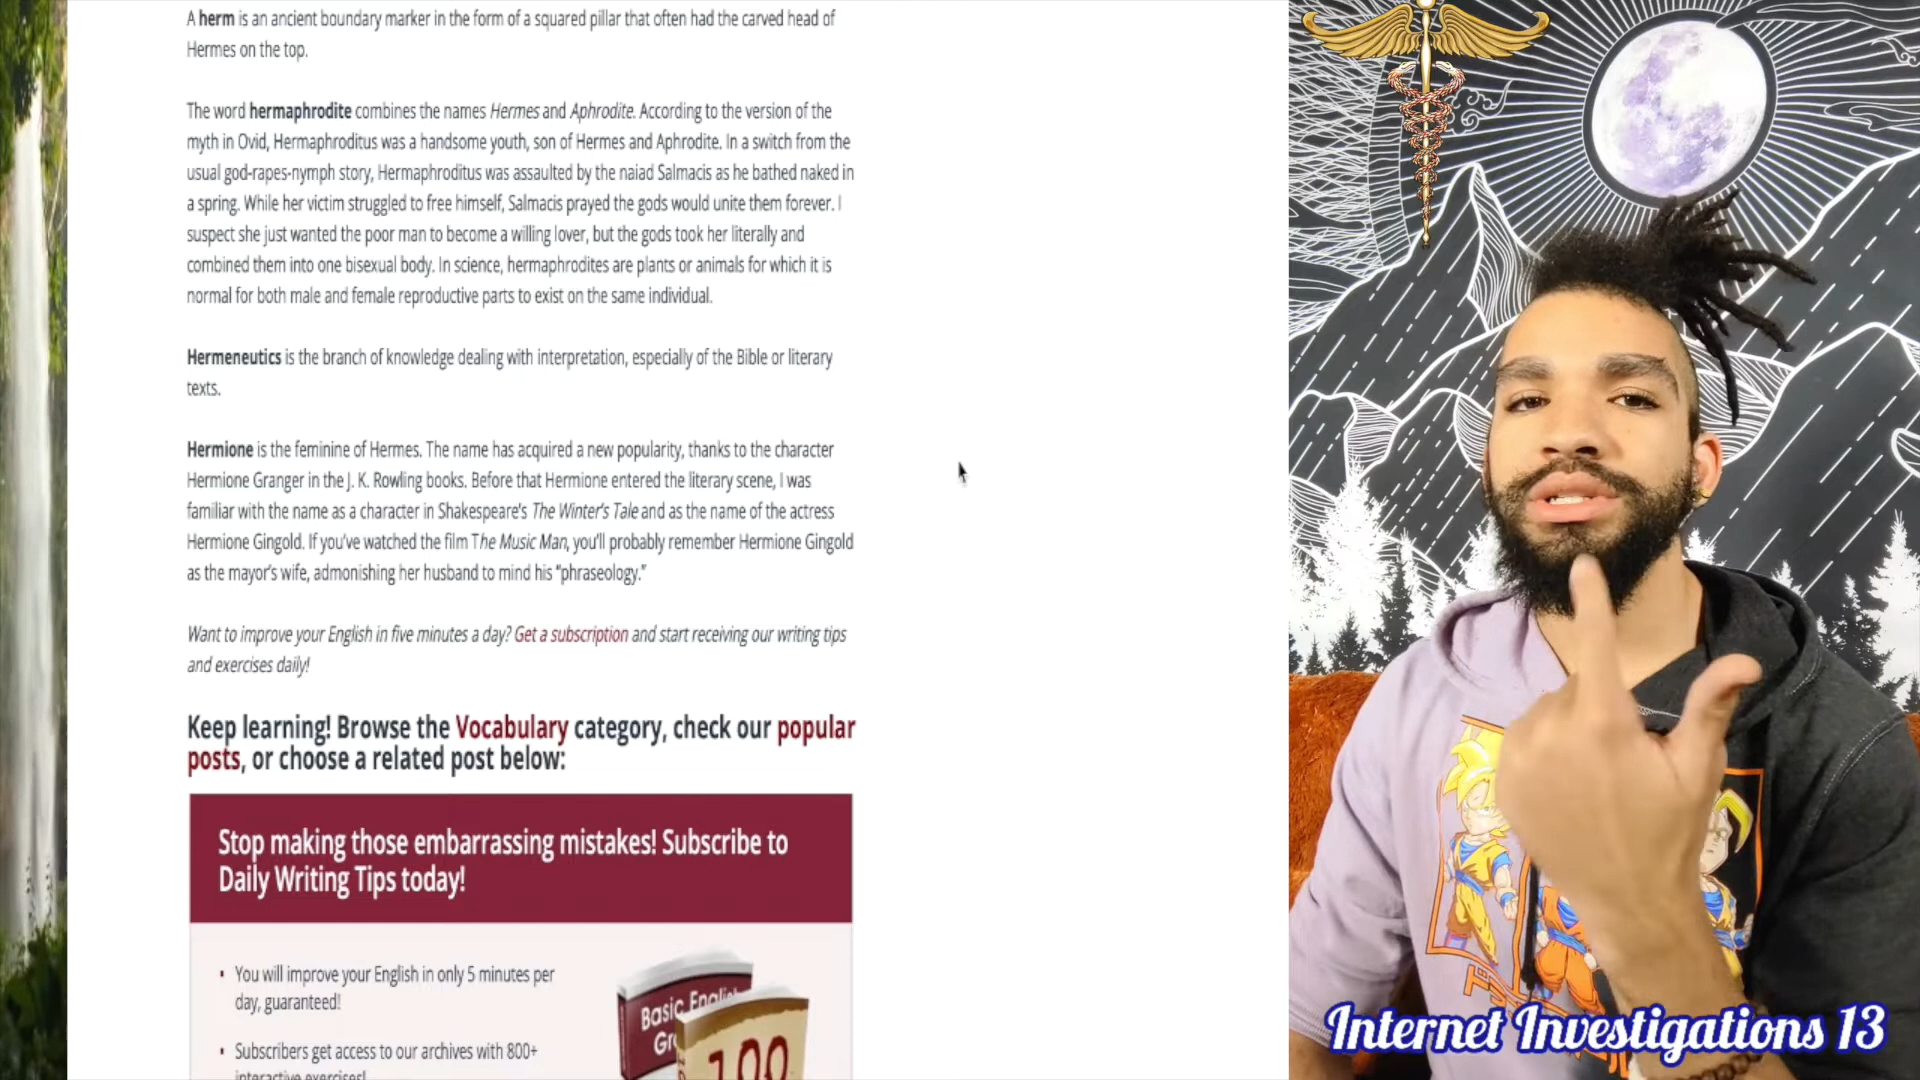 A herm is an ancient boundary marker in the form of a squared pillar that often had the carved head of
Hermes on the top.
The word hermaphrodite combines the names Hermes and Aphrodite. According to the version of the
myth in Ovid, Hermaphroditus was a handsome youth, son of Hermes and Aphrodite. In a switch from the
usual god-rapes-nymph story, Hermaphroditus was assaulted by the naiad Salmacis as he bathed naked in
a spring. While her victim struggled to free himself, Salmacis prayed the gods would unite them forever. I
suspect she just wanted the poor man to become a willing lover, but the gods took her literally and
combined them into one bisexual body. In science, hermaphrodites are plants or animals for which it is
normal for both male and female reproductive parts to exist on the same individual.
Hermeneutics is the branch of knowledge dealing with interpretation, especially of the Bible or literary
texts.
Hermione is the feminine of Hermes. The name has acquired a new popularity, thanks to the character
Hermione Granger in the J. K. Rowling books. Before that Hermione entered the literary scene, I was
familiar with the name as a character in Shakespeare's The Winter's Tale and as the name of the actress
Hermione Gingold. If you've watched the film The Music Man, you'll probably remember Hermione Gingold
as the mayor's wife, admonishing her husband to mind his "phraseology."
Want to improve your English in five minutes a day? Get a subscription and start receiving our writing tips
and exercises daily!
Keep learning! Browse the Vocabulary category, check our popular
posts, or choose a related post below:
Stop making those embarrassing mistakes! Subscribe to
Daily Writing Tips today!
You will improve your English in only 5 minutes per
day, guaranteed!
Subscribers get access to our archives with 800+
interactive exercises!
Basic English
100
Internet Investigations 13